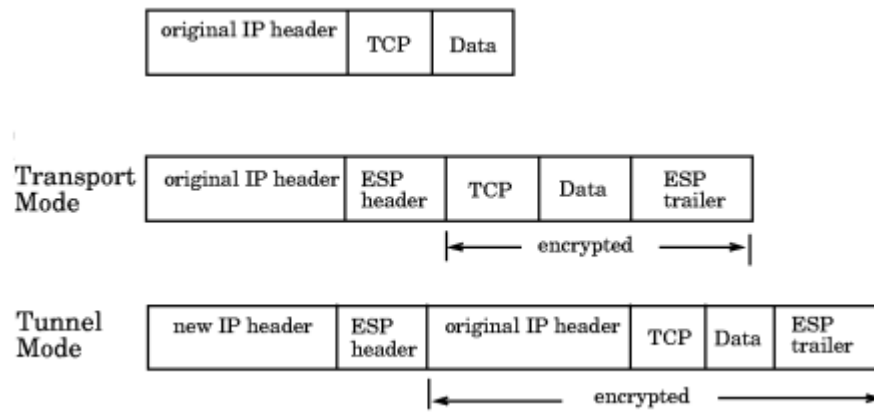 original IP header TCP Data
Transport Mode
original IP header ESP header TCP Data ESP trailer
encrypted
Tunnel Mode
new IP header ESP header original IP header TCP Data ESP trailer
encrypted